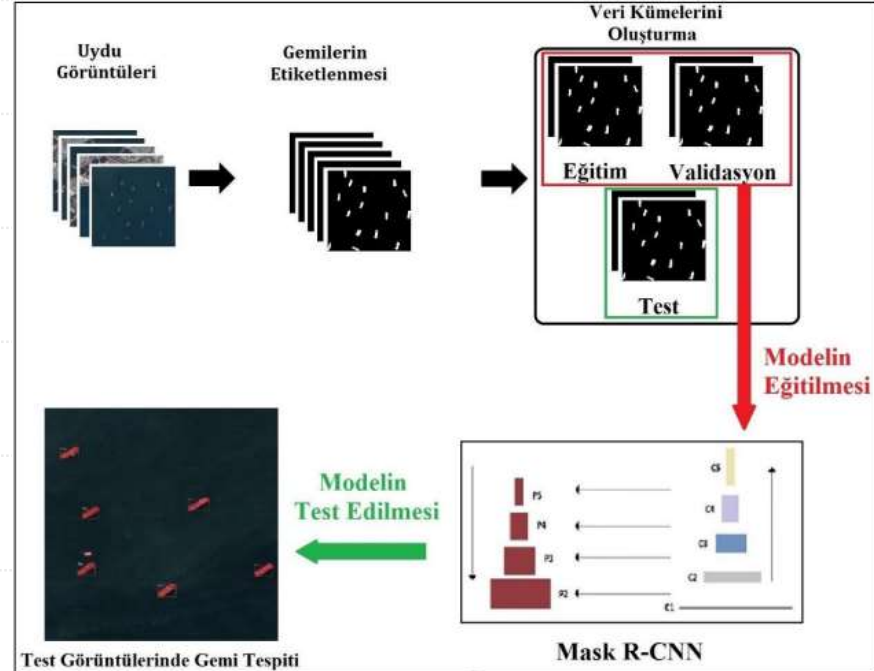 Uydu
Görüntüleri
Gemilerin
Etiketlenmesi
Veri Kümelerini
Oluşturma
Eğitim
Validasyon
Test
Modelin
Eğitilmesi
Modelin
Test Edilmesi
P5
P4
P3
P2
C5
C4
C3
C2
C1
Mask R-CNN
Test Görüntülerinde Gemi Tespiti